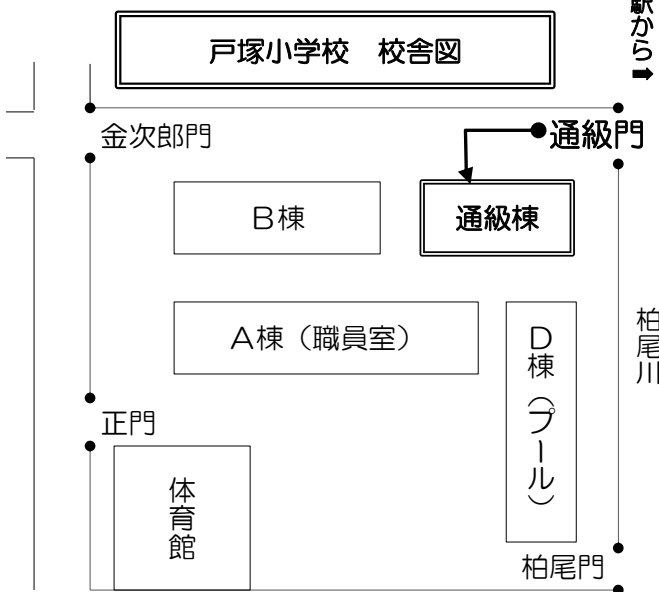 戸塚小学校　校舎図
駅から➡
金次郎門
通級門
B棟
通級棟
A棟（職員室）
D棟（プール）
柏尾川
正門
体育館
柏尾門